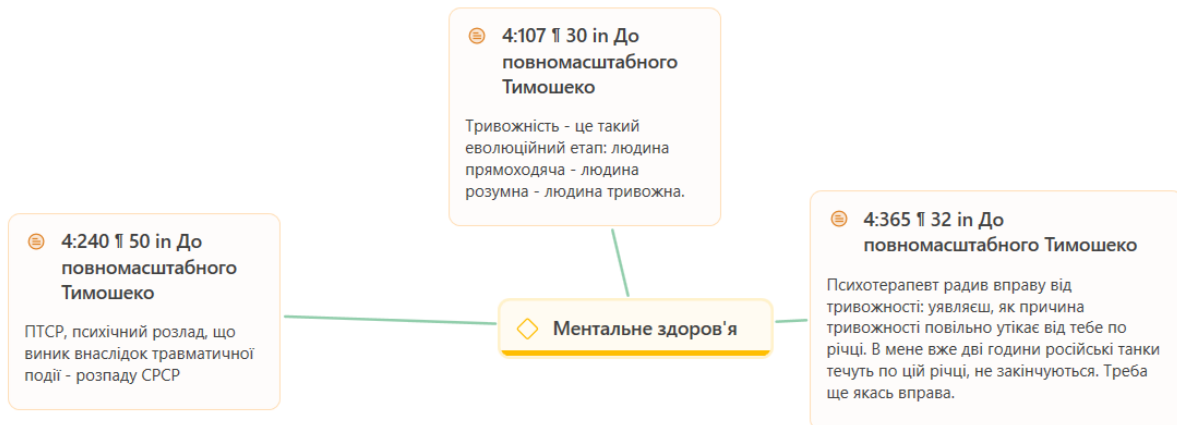 4:107 ¶ 30 in До
повномасштабного
Тимошеко
Тривожність - це такий
еволюційний етап: людина
прямоходяча - людина
розумна - людина тривожна.
4:240 ¶ 50 in До
повномасштабного
Тимошеко
ПТСР, психічний розлад, що
виник внаслідок травматичної
події - розпаду СРСР
Ментальне здоров'я
4:365 ¶ 32 in До
повномасштабного Тимошеко
Психотерапевт радив вправу від
тривожності: уявляєш, як причина
тривожності повільно утікає від тебе по
річці. В мене вже дві години російські танки
течуть по цій річці, не закінчуються. Треба
ще якась вправа.